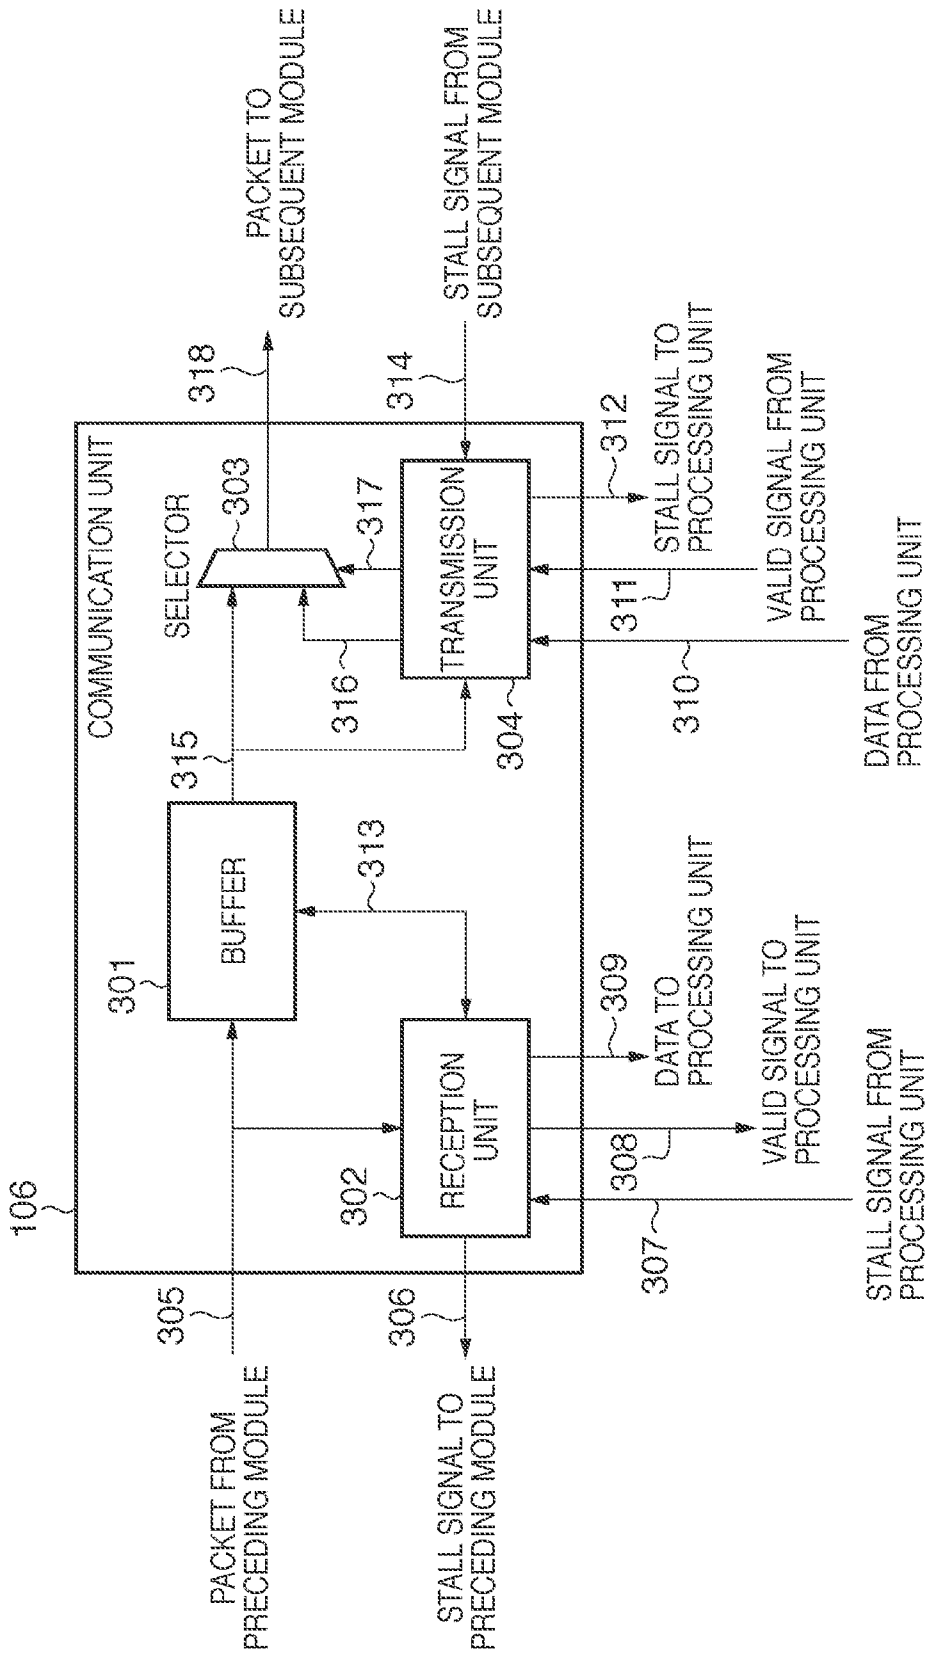 106
COMMUNICATION UNIT
PACKET FROM
PRECEDING MODULE
305
301
BUFFER
315
SELECTOR
303
318
PACKET TO
SUBSEQUENT MODULE
313
316
317
STALL SIGNAL TO
PRECEDING MODULE
306
302
RECEPTION
UNIT
304
TRANSMISSION
UNIT
314
STALL SIGNAL FROM
SUBSEQUENT MODULE
307
308
309
310
311
312
DATA TO
PROCESSING UNIT
STALL SIGNAL TO
PROCESSING UNIT
VALID SIGNAL TO
PROCESSING UNIT
VALID SIGNAL FROM
PROCESSING UNIT
STALL SIGNAL FROM
PROCESSING UNIT
DATA FROM
PROCESSING UNIT